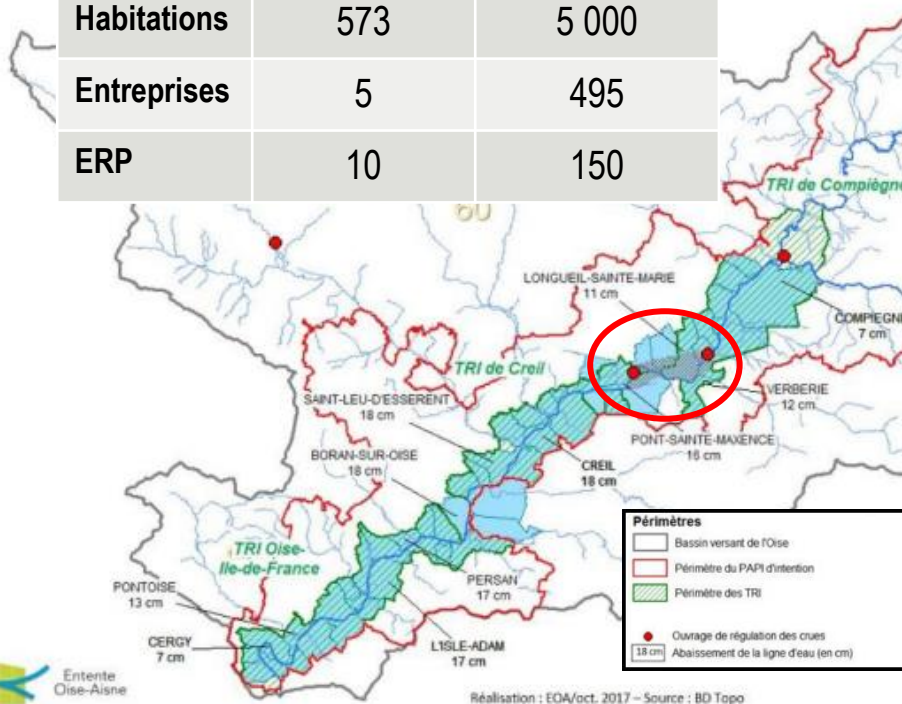 Habitations 573 5 000
Entreprises 5 495
ERP 10 150
60
TRI de Compiègne
LONGUEIL-SAINTE-MARIE
11 cm
COMPIEGNE
7 cm
TRI de Creil
SAINT-LEU-D'ESSERENT
18 cm
VERBERIE
12 cm
PONT-SAINTE-MAXENCE
16 cm
BORAN-SUR-OISE
18 cm
CREIL
18 cm
TRI Oise-
Ile-de-France
PERSAN
17 cm
PONTOISE
13 cm
CERGY
7 cm
L'ISLE-ADAM
17 cm
Périmètres
Bassin versant de l'Oise
Périmètre du PAPI d'intention
Périmètre des TRI
Ouvrage de régulation des crues
18 cm Abaissement de la ligne d'eau (en cm)
Entente
Oise-Aisne
Réalisation : EOA/oct. 2017 – Source : BD Topo